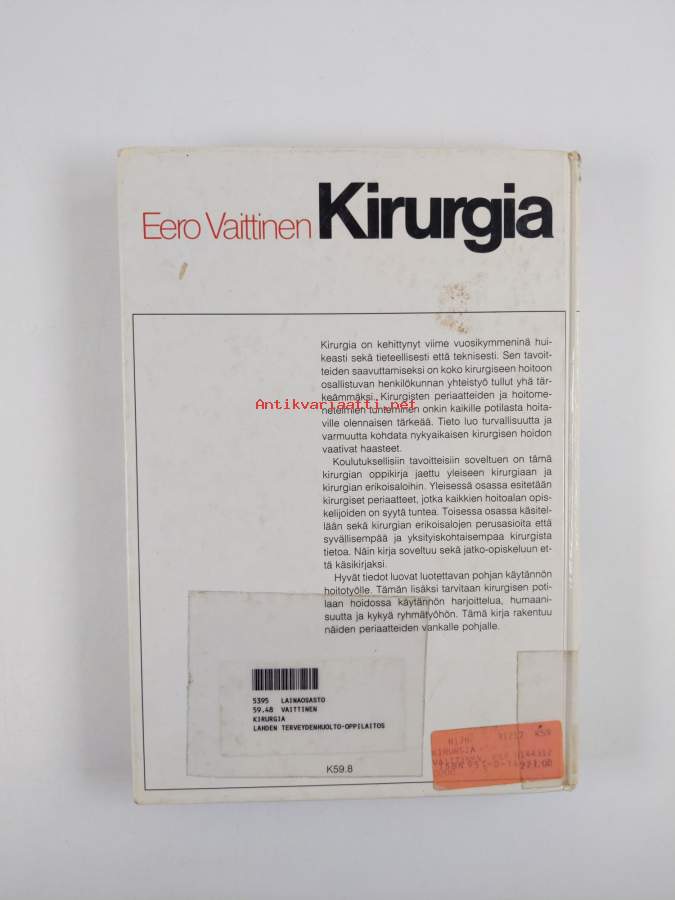 Eero Vaittinen Kirurgia
Kirurgia on kehittynyt viime vuosikymmeninä hui-
keasti sekä tieteellisesti että teknisesti. Sen tavoit-
teiden saavuttamiseksi on koko kirurgiseen hoitoon
osallistuvan henkilökunnan yhteistyö tullut yhä tär-
keämmäksi. Kirurgisten periaatteiden ja hoitome-
netelmien tunteminen onkin kaikille potilasta hoita-
ville olennaisen tärkeää. Tieto luo turvallisuutta ja
varmuutta kohdata nykyaikaisen kirurgisen hoidon
vaativat haasteet.
Koulutuksellisiin tavoitteisiin soveltuen on tämä
kirurgian oppikirja jaettu yleiseen kirurgiaan ja
kirurgian erikoisaloihin. Yleisessä osassa esitetään
kirurgiset periaatteet, jotka kaikkien hoitoalan opis-
kelijoiden on syytä tuntea. Toisessa osassa käsitel-
lään sekä kirurgian erikoisalojen perusasioita että
syvällisempää ja yksityiskohtaisempaa kirurgista
tietoa. Näin kirja soveltuu sekä jatko-opiskeluun et-
tä käsikirjaksi.
Hyvät tiedot luovat luotettavan pohjan käytännön
hoitotyölle. Tämän lisäksi tarvitaan kirurgisen poti-
laan hoidossa käytännön harjoittelua, humaani-
suutta ja kykyä ryhmätyöhön. Tämä kirja rakentuu
näiden periaatteiden vankalle pohjalle.
Antikvariaatti.net
5395 LAINAOSASTO
59.48 VAITTINEN
KIRURGIA
LAHDEN TERVEYDENHUOLTO-OPPILAITOS
K59.8
K59
KIRURGIA
VAITTINEN
ISBN